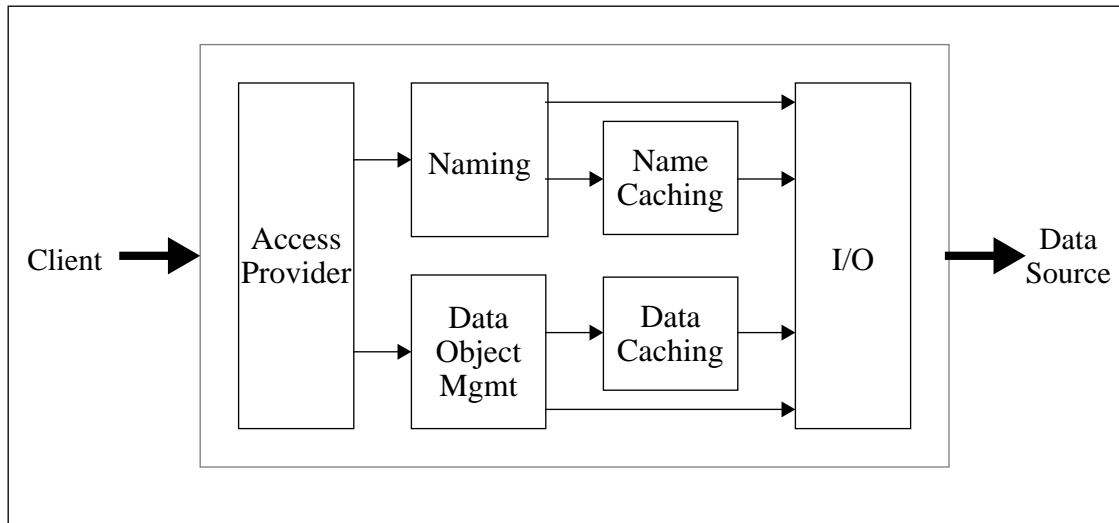 Client
Access
Provider
Naming
Name
Caching
Data
Object
Mgmt
Data
Caching
I/O
Data
Source